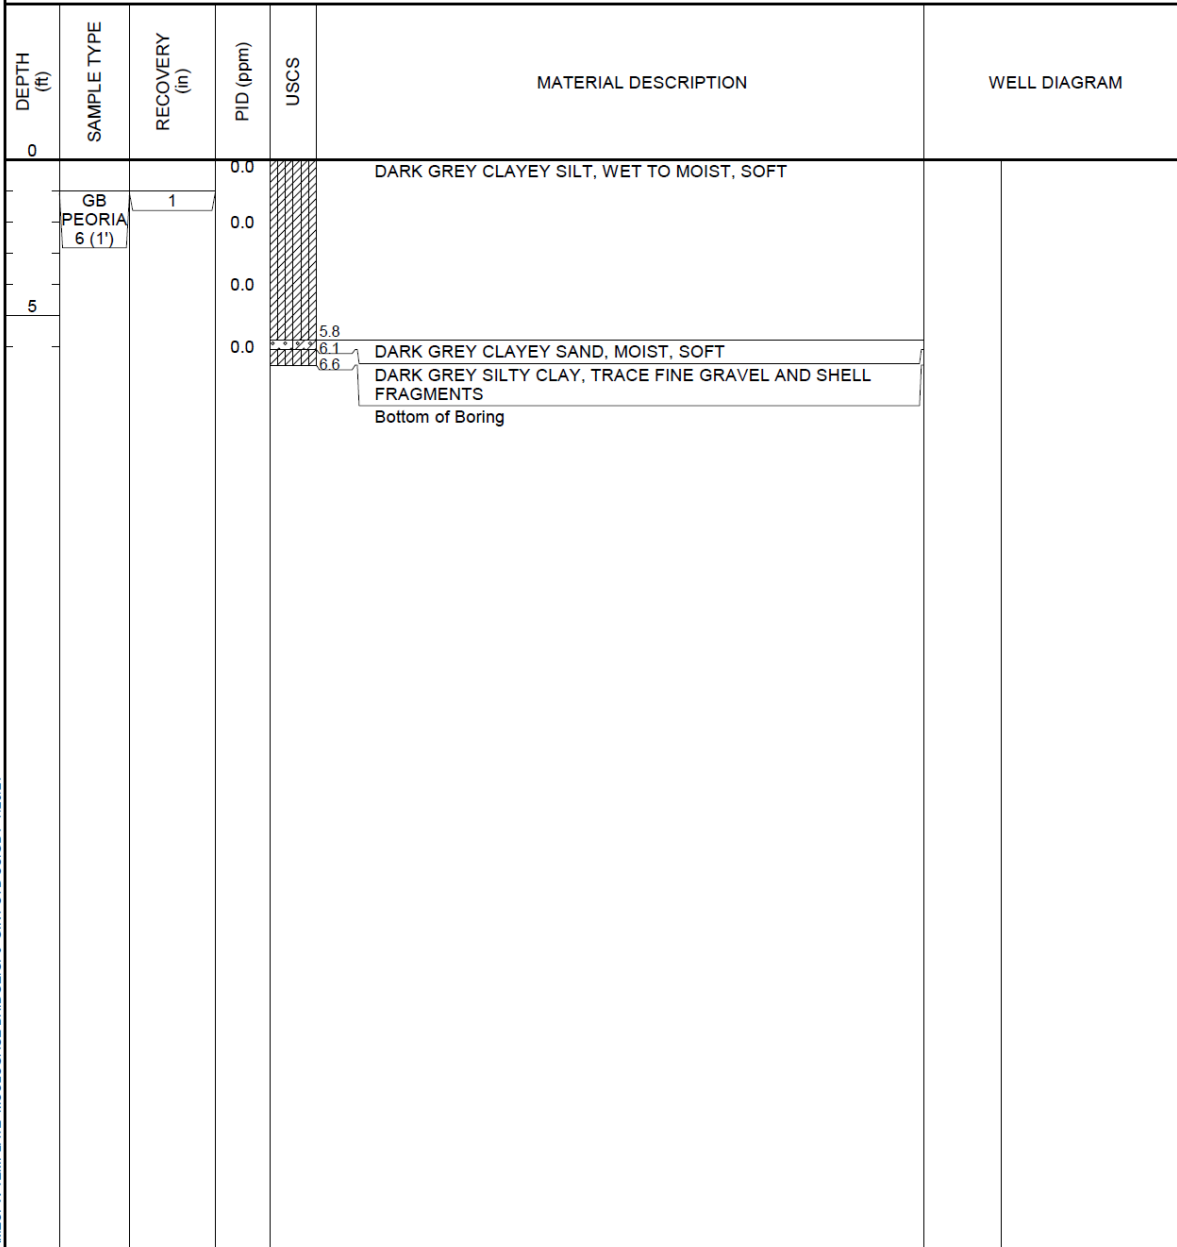 DEPTH
(ft)
SAMPLE TYPE
RECOVERY
(in)
PID (ppm)
USCS
MATERIAL DESCRIPTION
WELL DIAGRAM
0
0.0
DARK GREY CLAYEY SILT, WET TO MOIST, SOFT
GB
PEORIA
6 (1')
1
0.0
0.0
5
5.8
0.0
6.1
DARK GREY CLAYEY SAND, MOIST, SOFT
6.6
DARK GREY SILTY CLAY, TRACE FINE GRAVEL AND SHELL
FRAGMENTS
Bottom of Boring